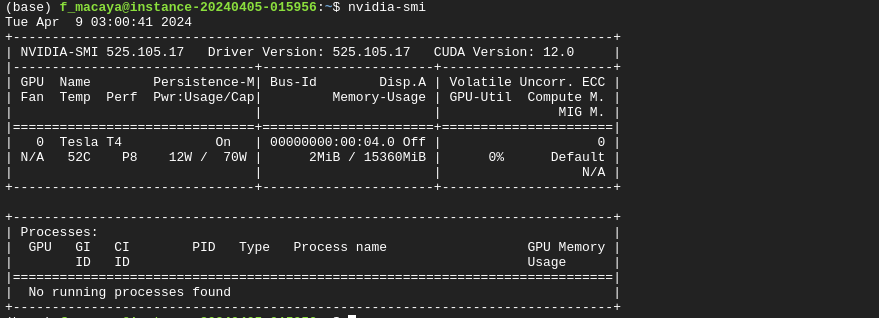 (base) f_macaya@instance-20240405-015956:~$ nvidia-smi
Tue Apr  9 03:00:41 2024
+-----------------------------------------------------------------------------+
| NVIDIA-SMI 525.105.17   Driver Version: 525.105.17   CUDA Version: 12.0     |
|-------------------------------+----------------------+----------------------+
| GPU  Name        Persistence-M| Bus-Id        Disp.A | Volatile Uncorr. ECC |
| Fan  Temp  Perf  Pwr:Usage/Cap|         Memory-Usage | GPU-Util  Compute M. |
|                               |                      |               MIG M. |
|===============================+======================+======================|
|   0  Tesla T4            On   | 00000000:00:04.0 Off |                    0 |
| N/A   52C    P8    12W /  70W |      2MiB / 15360MiB |      0%      Default |
|                               |                      |                  N/A |
+-------------------------------+----------------------+----------------------+

+-----------------------------------------------------------------------------+
| Processes:                                                                  |
|  GPU   GI   CI        PID   Type   Process name                  GPU Memory |
|        ID   ID                                                   Usage      |
|=============================================================================|
|  No running processes found                                                 |
+-----------------------------------------------------------------------------+